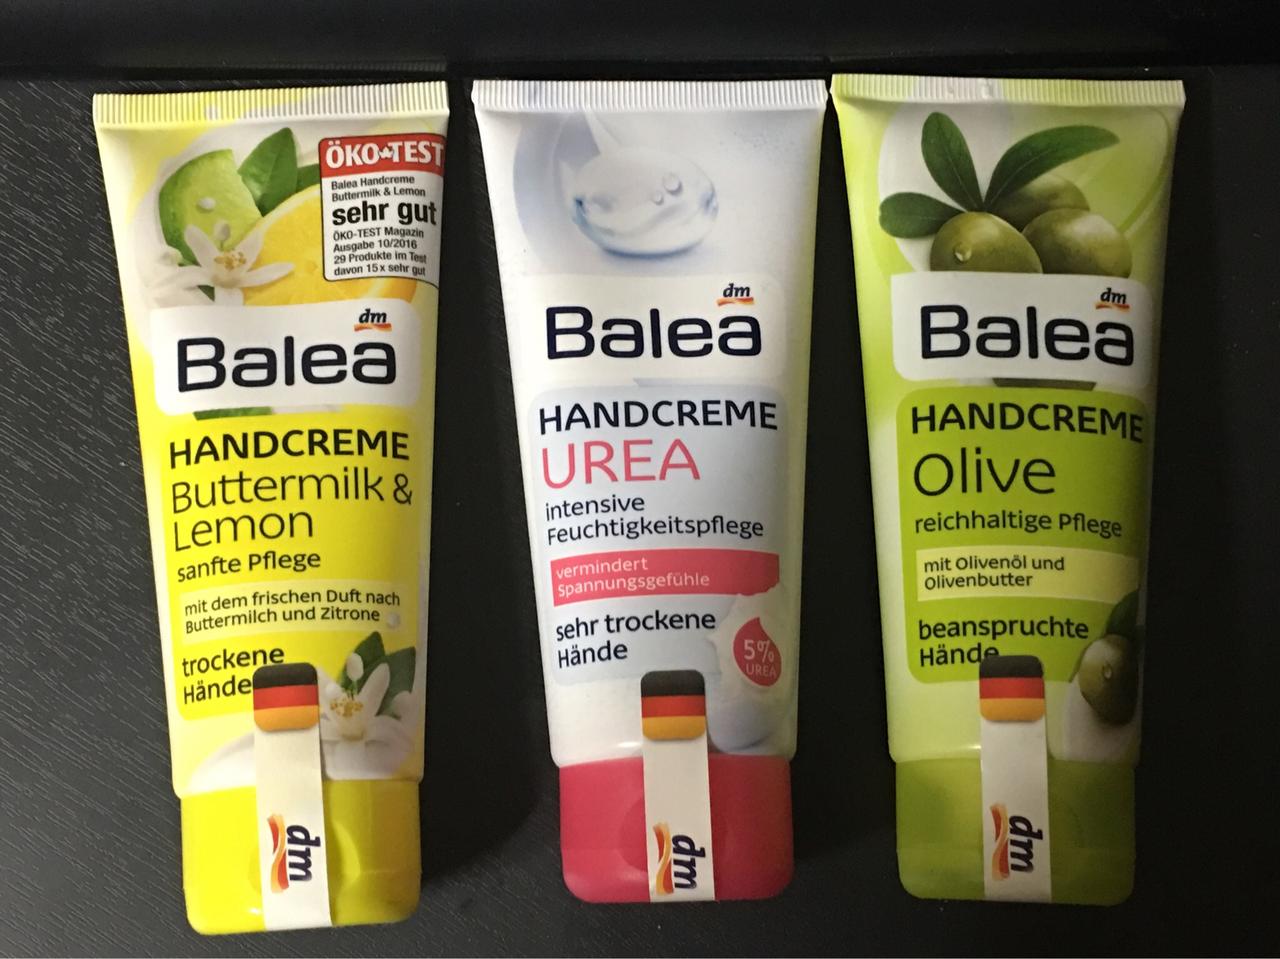 ÖKO-TEST
Balea Handcreme
Buttermilk & Lemon
sehr gut
ÖKO-TEST Magazin
Ausgabe 10/2016
29 Produkte im Test
davon 15x sehr gut
dm
Balea
HANDCREME
Buttermilk &
Lemon
sanfte Pflege
mit dem frischen Duft nach
Buttermilch und Zitrone
trockene
Hände
dm
dm
Balea
HANDCREME
UREA
intensive
Feuchtigkeitspflege
vermindert
Spannungsgefühle
sehr trockene
Hände
5%
UREA
dm
dm
Balea
HANDCREME
Olive
reichhaltige Pflege
mit Olivenöl und
Olivenbutter
beanspruchte
Hände
dm